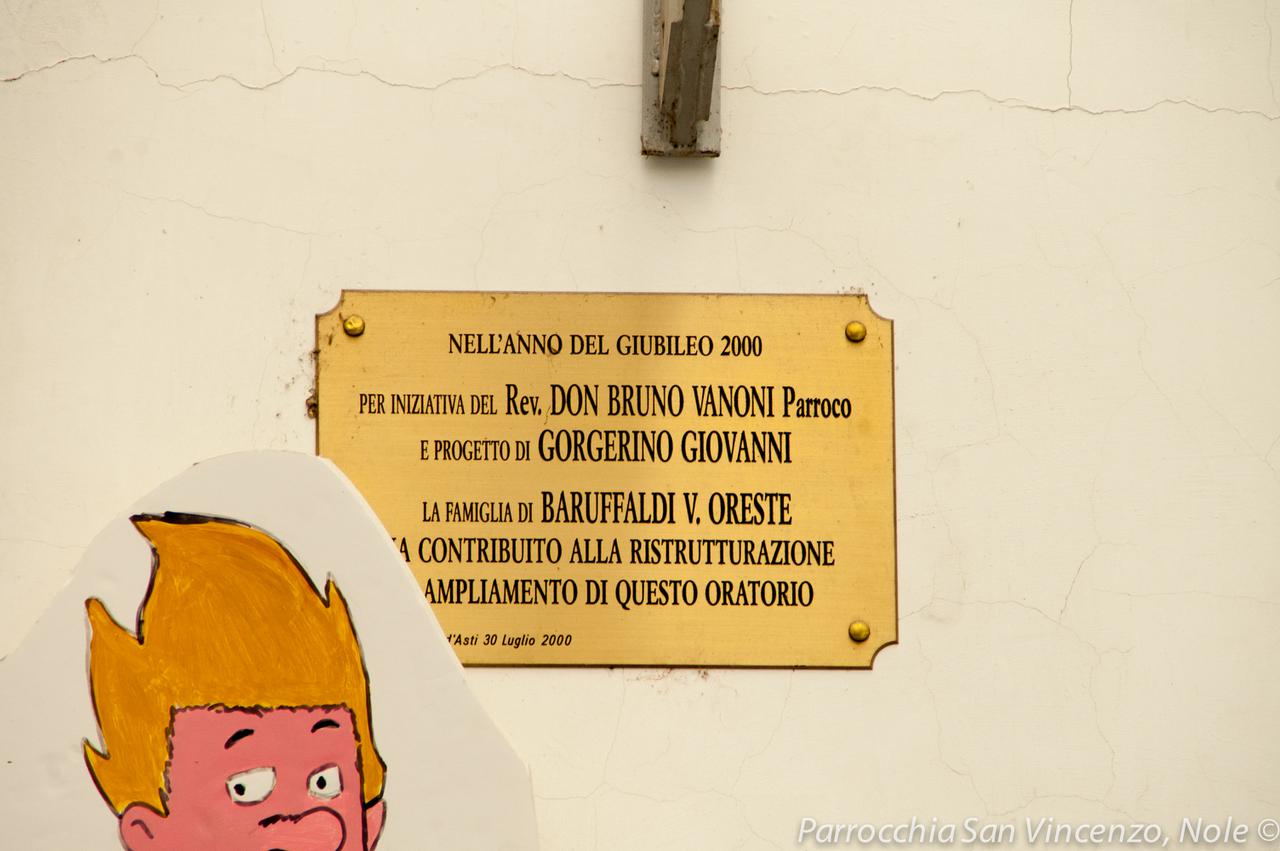 NELL'ANNO DEL GIUBILEO 2000
PER INIZIATIVA DEL Rev. DON BRUNO VANONI Parroco
E PROGETTO DI GORGERINO GIOVANNI
LA FAMIGLIA DI BARUFFALDI V. ORESTE
A CONTRIBUITO ALLA RISTRUTTURAZIONE
AMPLIAMENTO DI QUESTO ORATORIO
d'Asti 30 Luglio 2000
Parrocchia San Vincenzo, Nole ©